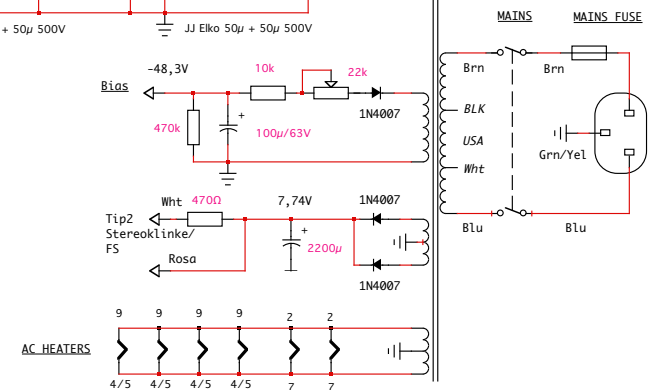 MAINS MAINS FUSE
+ 50µ 500V JJ Elko 50µ + 50µ 500V
-48,3V 10k 22k Brn Brn
Bias
1N4007 BLK
470k + 100µ/63V
USA
Grn/Yel
Wht
Wht 470Ω 7,74V 1N4007
Tip2
Stereoklinke/
FS
+ 2200µ
Blu Blu
Rosa
1N4007
9 9 9 9 2 2
AC HEATERS
4/5 4/5 4/5 4/5 7 7